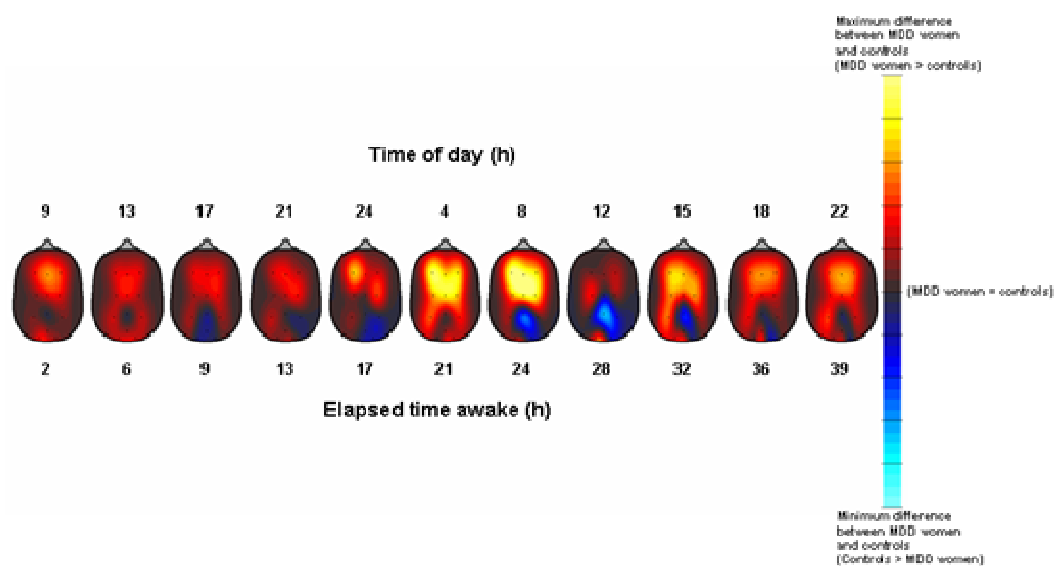 Maximum difference
between MDD women
and controls
(MDD women > controls)
Time of day (h)
9 13 17 21 24 4 8 12 15 18 22
(MDD women = controls)
2 6 9 13 17 21 24 28 32 36 39
Elapsed time awake (h)
Minimum difference
between MDD women
and controls
(Controls > MDD women)